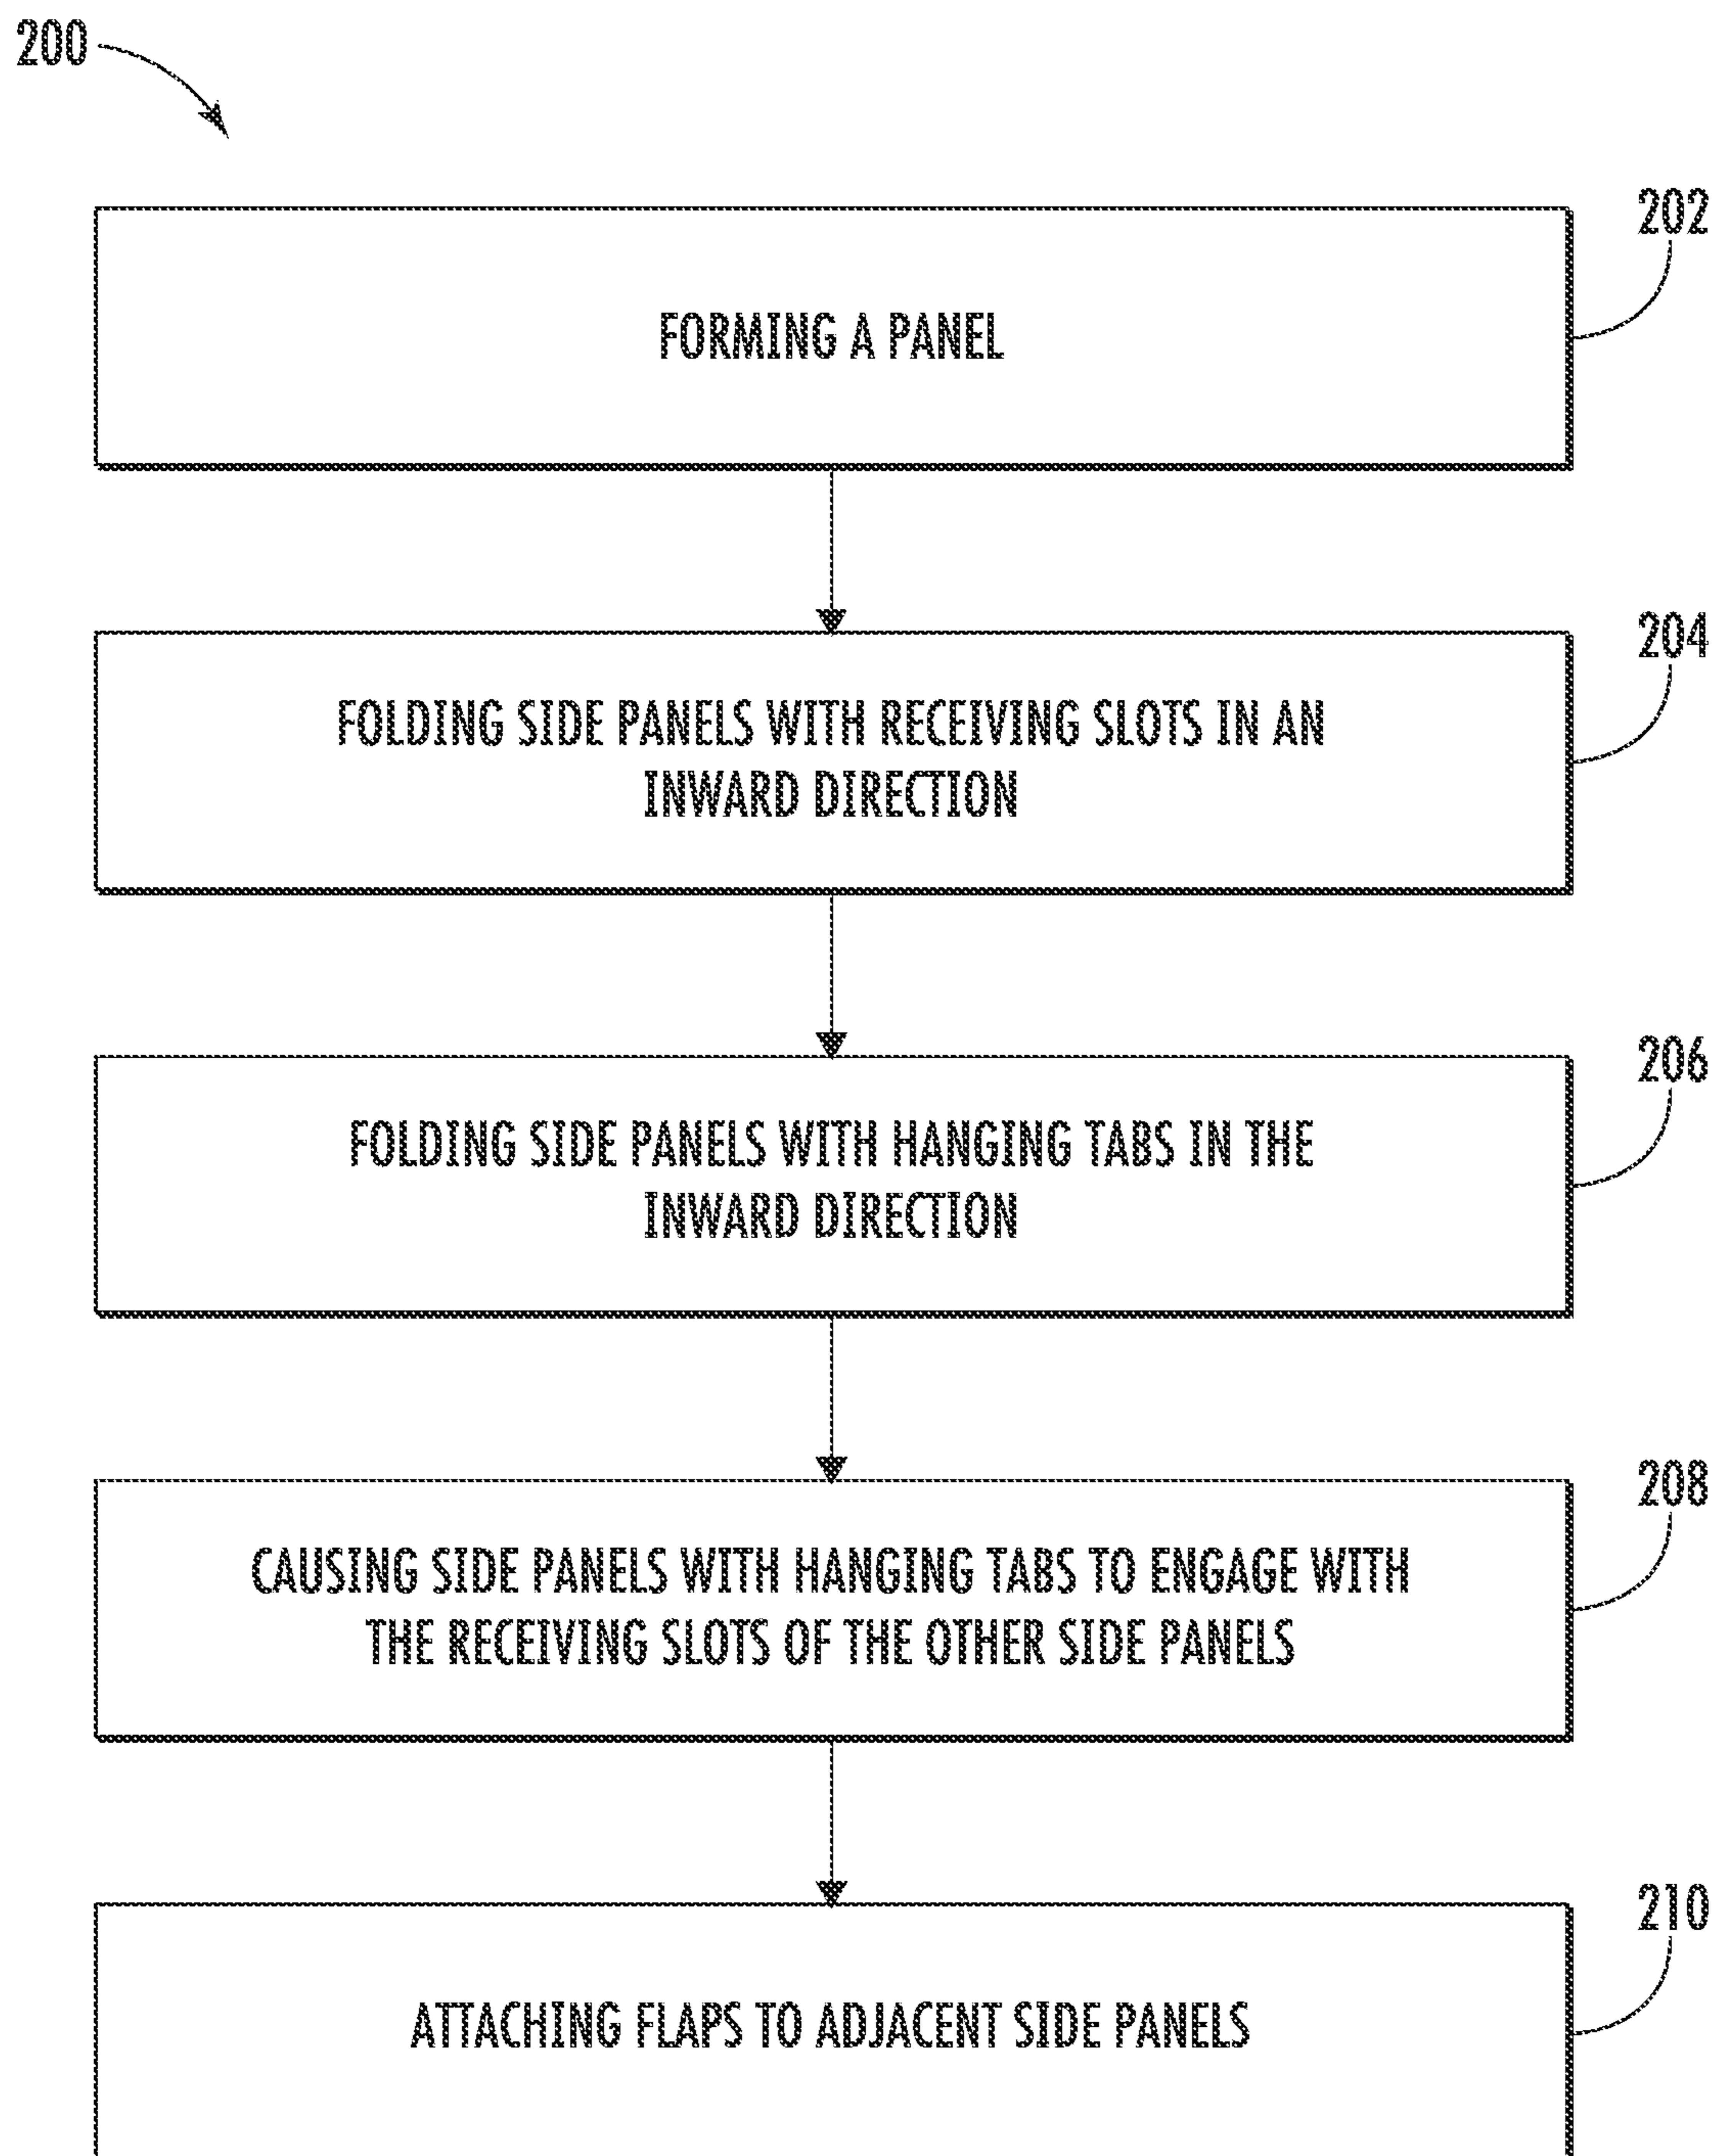 200
202
FORMING A PANEL
204
FOLDING SIDE PANELS WITH RECEIVING SLOTS IN AN
INWARD DIRECTION
206
FOLDING SIDE PANELS WITH HANGING TABS IN THE
INWARD DIRECTION
208
CAUSING SIDE PANELS WITH HANGING TABS TO ENGAGE WITH
THE RECEIVING SLOTS OF THE OTHER SIDE PANELS
210
ATTACHING FLAPS TO ADJACENT SIDE PANELS